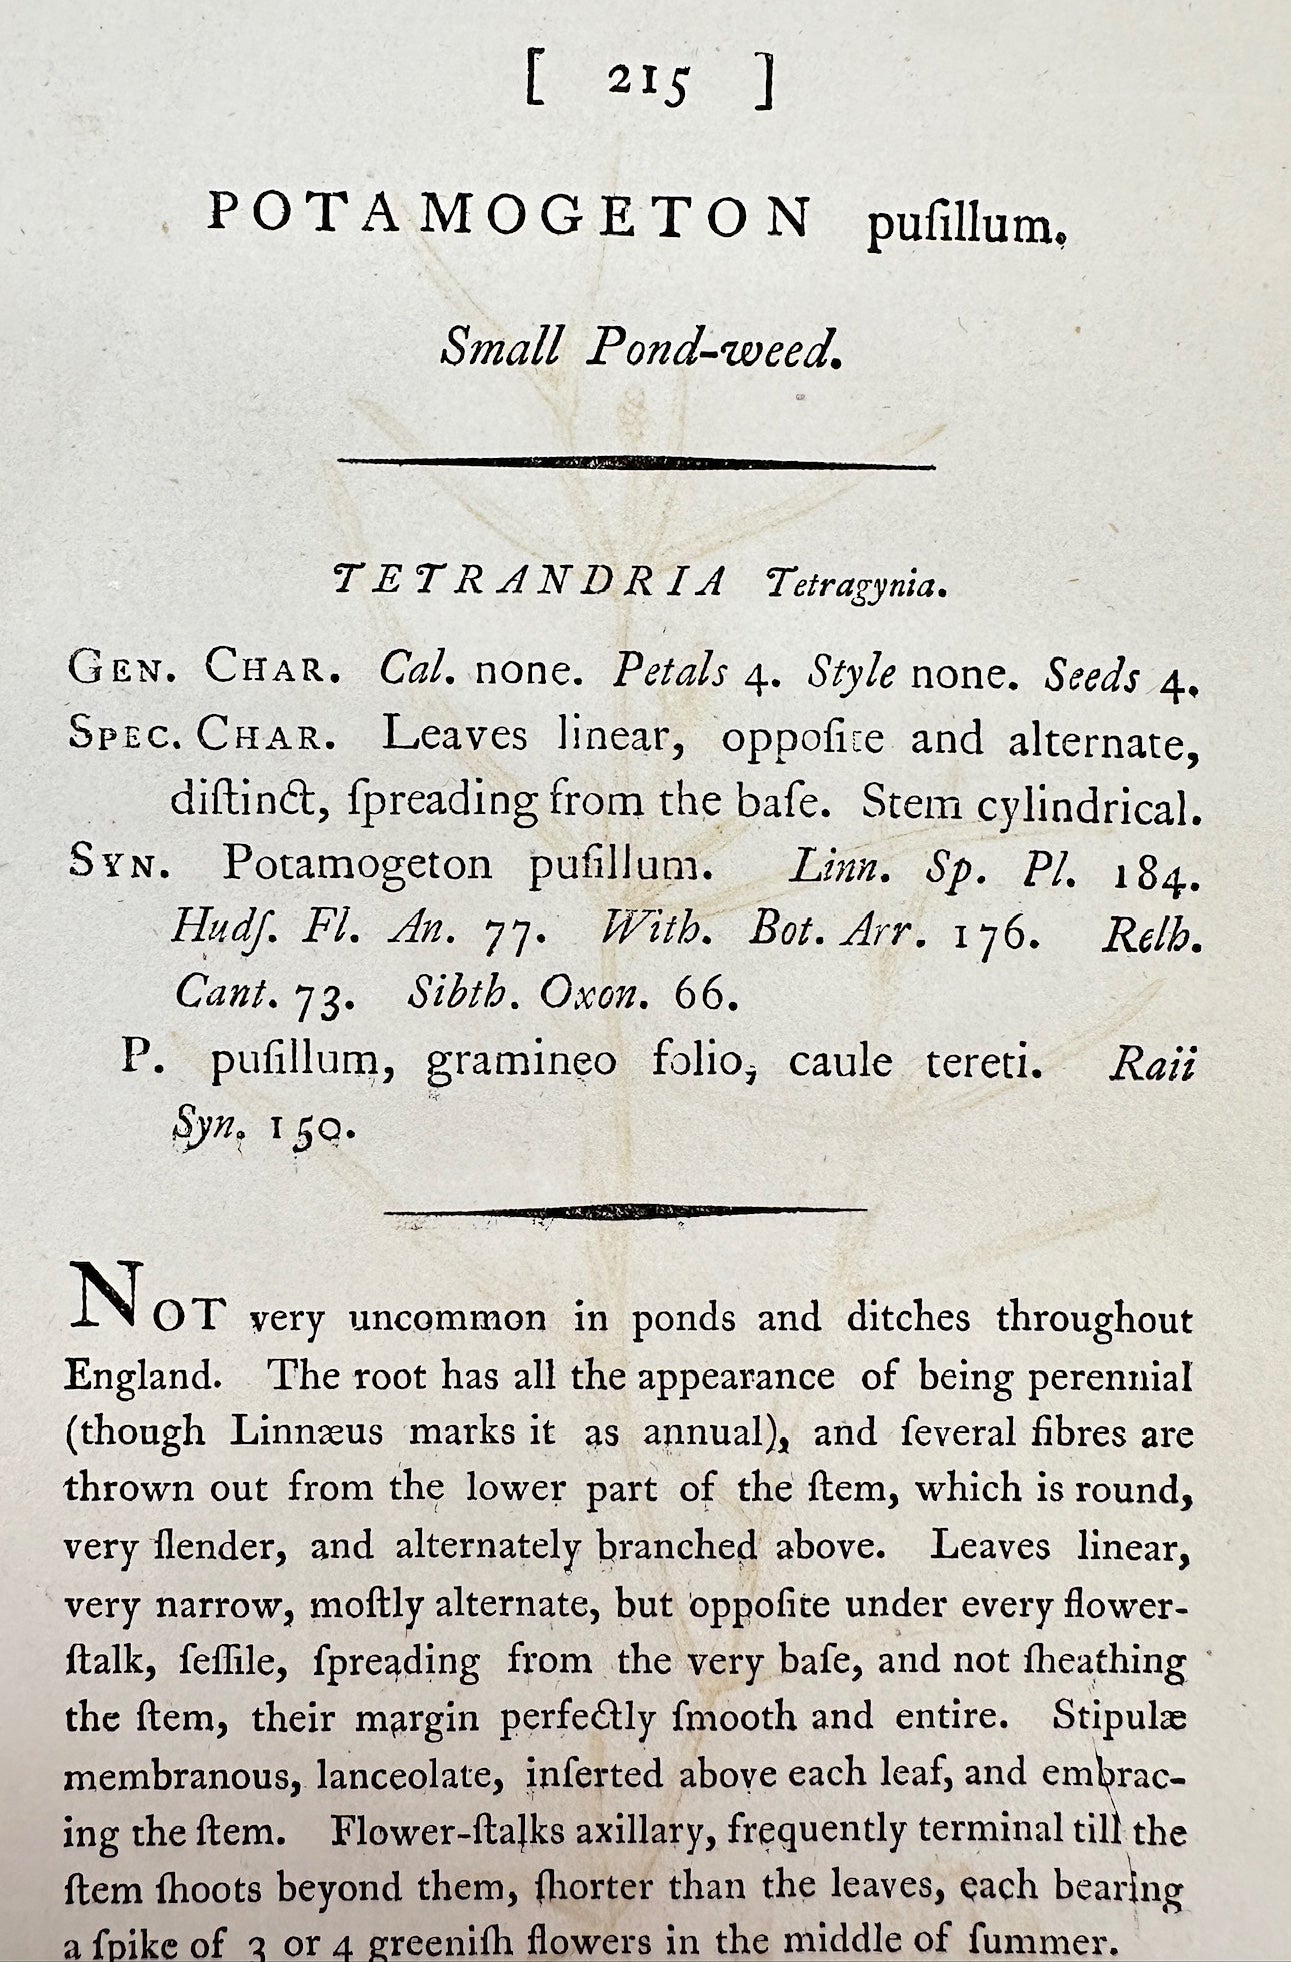 [ 215 ]
POTAMOGETON puſillum.
Small Pond-weed.
TETRANDRIA Tetragynia.
GEN. CHAR. Cal. none. Petals 4. Style none. Seeds 4.
SPEC. CHAR. Leaves linear, oppoſite and alternate,
diſtinct, ſpreading from the baſe. Stem cylindrical.
SYN. Potamogeton puſillum. Linn. Sp. Pl. 184.
Hudſ. Fl. An. 77. With. Bot. Arr. 176. Relh.
Cant. 73. Sibth. Oxon. 66.
P. puſillum, gramineo folio, caule tereti. Raii
Syn. 150.
NOT very uncommon in ponds and ditches throughout
England. The root has all the appearance of being perennial
(though Linnæus marks it as annual), and ſeveral fibres are
thrown out from the lower part of the ſtem, which is round,
very ſlender, and alternately branched above. Leaves linear,
very narrow, moſtly alternate, but oppoſite under every flower-
ſtalk, ſeſſile, ſpreading from the very baſe, and not ſheathing
the ſtem, their margin perfectly ſmooth and entire. Stipulæ
membranous, lanceolate, inſerted above each leaf, and embrac-
ing the ſtem. Flower-ſtalks axillary, frequently terminal till the
ſtem ſhoots beyond them, ſhorter than the leaves, each bearing
a ſpike of 3 or 4 greeniſh flowers in the middle of ſummer.